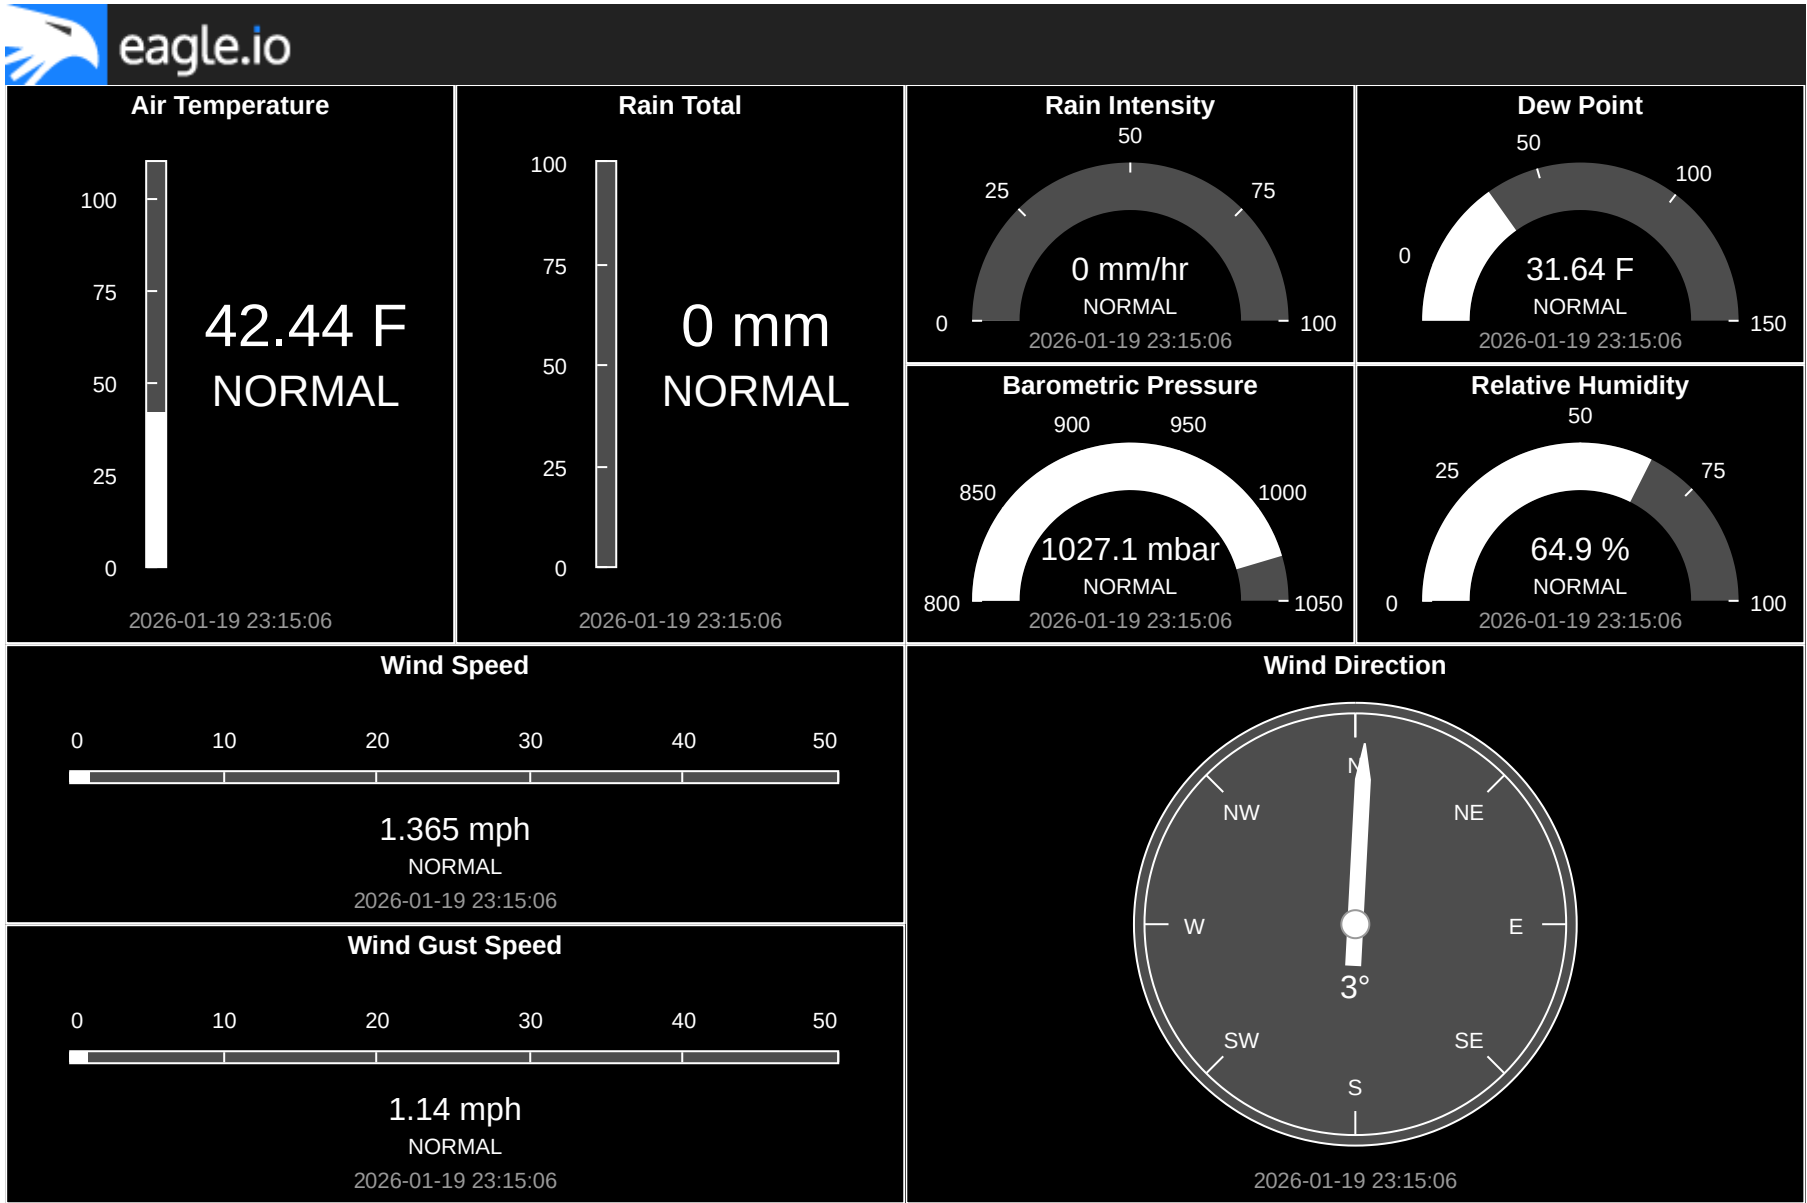 eagle.io
Air Temperature
100
75
50
25
0
42.44 F
NORMAL
2026-01-19 23:15:06
Rain Total
100
75
50
25
0
0 mm
NORMAL
2026-01-19 23:15:06
Rain Intensity
0
25
50
75
100
0 mm/hr
NORMAL
2026-01-19 23:15:06
Dew Point
0
50
100
150
31.64 F
NORMAL
2026-01-19 23:15:06
Barometric Pressure
800
850
900
950
1000
1050
1027.1 mbar
NORMAL
2026-01-19 23:15:06
Relative Humidity
0
25
50
75
100
64.9 %
NORMAL
2026-01-19 23:15:06
Wind Speed
0 10 20 30 40 50
1.365 mph
NORMAL
2026-01-19 23:15:06
Wind Gust Speed
0 10 20 30 40 50
1.14 mph
NORMAL
2026-01-19 23:15:06
Wind Direction
N
NW NE
W E
3°
SW SE
S
2026-01-19 23:15:06